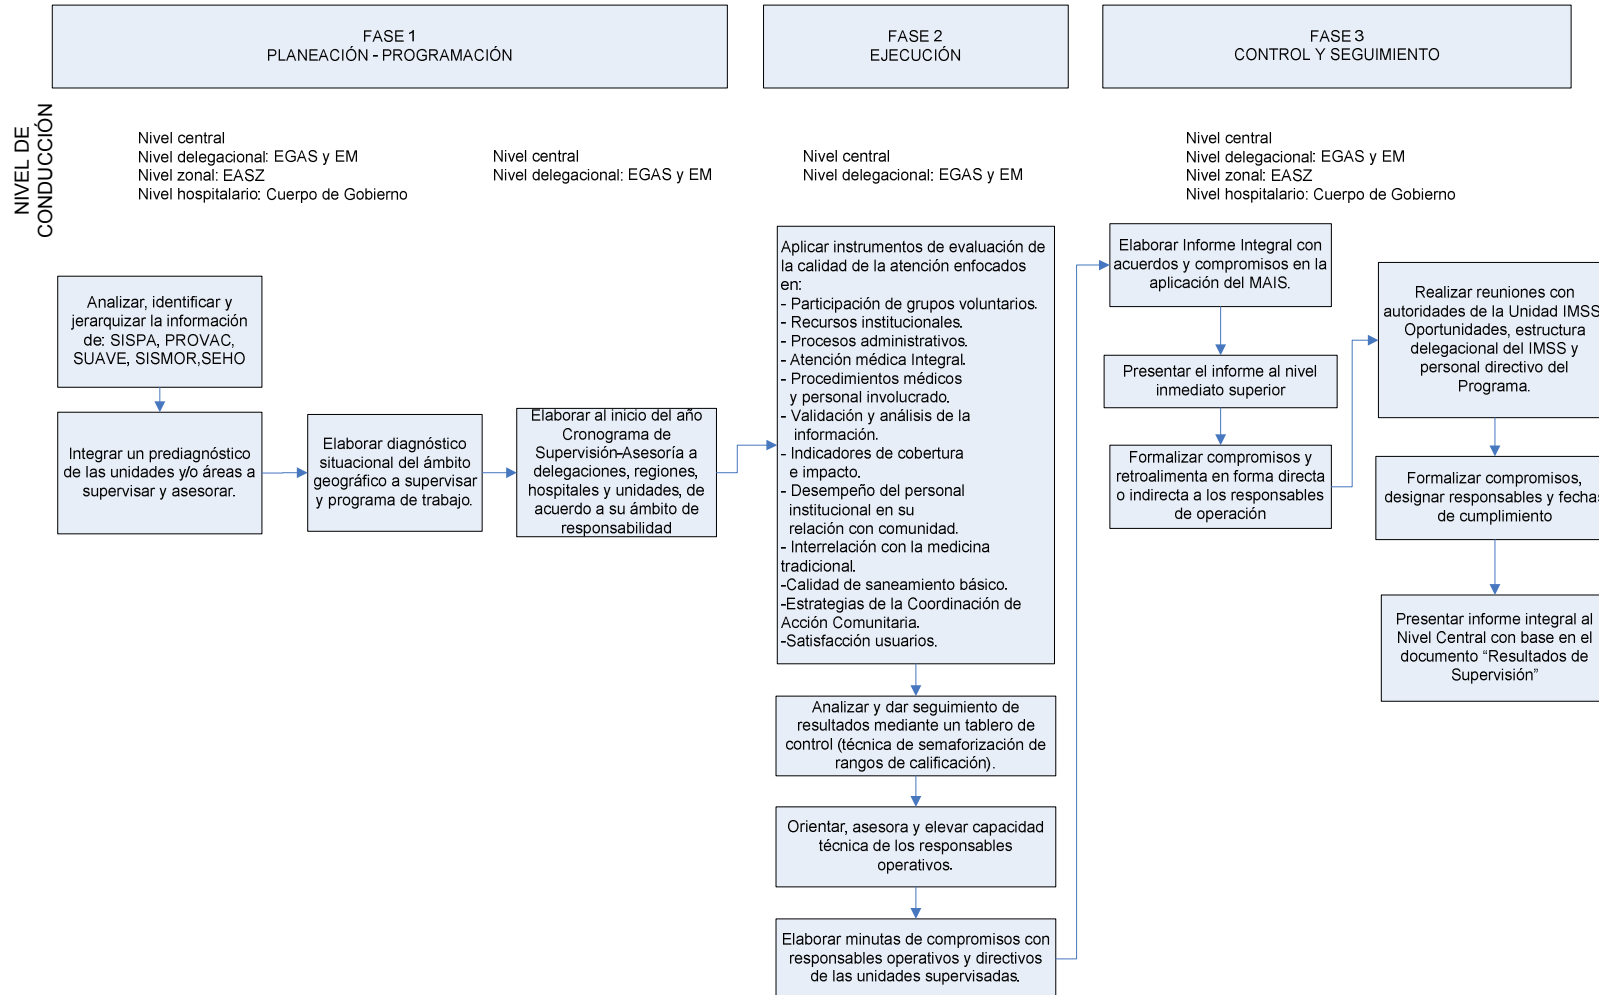 FASE 1
PLANEACIÓN - PROGRAMACIÓN
FASE 2
EJECUCIÓN
FASE 3
CONTROL Y SEGUIMIENTO
NIVEL DE
CONDUCCIÓN
Nivel central
Nivel delegacional: EGAS y EM
Nivel zonal: EASZ
Nivel hospitalario: Cuerpo de Gobierno
Nivel central
Nivel delegacional: EGAS y EM
Nivel central
Nivel delegacional: EGAS y EM
Nivel central
Nivel delegacional: EGAS y EM
Nivel zonal: EASZ
Nivel hospitalario: Cuerpo de Gobierno
Analizar, identificar y
jerarquizar la información
de: SISPA, PROVAC,
SUAVE, SISMOR,SEHO
Integrar un prediagnóstico
de las unidades y/o áreas a
supervisar y asesorar.
Elaborar diagnóstico
situacional del ámbito
geográfico a supervisar
y programa de trabajo.
Elaborar al inicio del año
Cronograma de
Supervisión-Asesoría a
delegaciones, regiones,
hospitales y unidades, de
acuerdo a su ámbito de
responsabilidad
Aplicar instrumentos de evaluación de
la calidad de la atención enfocados
en:
- Participación de grupos voluntarios.
- Recursos institucionales.
- Procesos administrativos.
- Atención médica Integral.
- Procedimientos médicos
y personal involucrado.
- Validación y análisis de la
información.
- Indicadores de cobertura
e impacto.
- Desempeño del personal
institucional en su
relación con comunidad.
- Interrelación con la medicina
tradicional.
-Calidad de saneamiento básico.
-Estrategias de la Coordinación de
Acción Comunitaria.
-Satisfacción usuarios.
Analizar y dar seguimiento de
resultados mediante un tablero de
control (técnica de semaforización de
rangos de calificación).
Orientar, asesora y elevar capacidad
técnica de los responsables
operativos.
Elaborar minutas de compromisos con
responsables operativos y directivos
de las unidades supervisadas.
Elaborar Informe Integral con
acuerdos y compromisos en la
aplicación del MAIS.
Presentar el informe al nivel
inmediato superior
Formalizar compromisos y
retroalimenta en forma directa
o indirecta a los responsables
de operación
Realizar reuniones con
autoridades de la Unidad IMSS
Oportunidades, estructura
delegacional del IMSS y
personal directivo del
Programa.
Formalizar compromisos,
designar responsables y fechas
de cumplimiento
Presentar informe integral al
Nivel Central con base en el
documento “Resultados de
Supervisión”